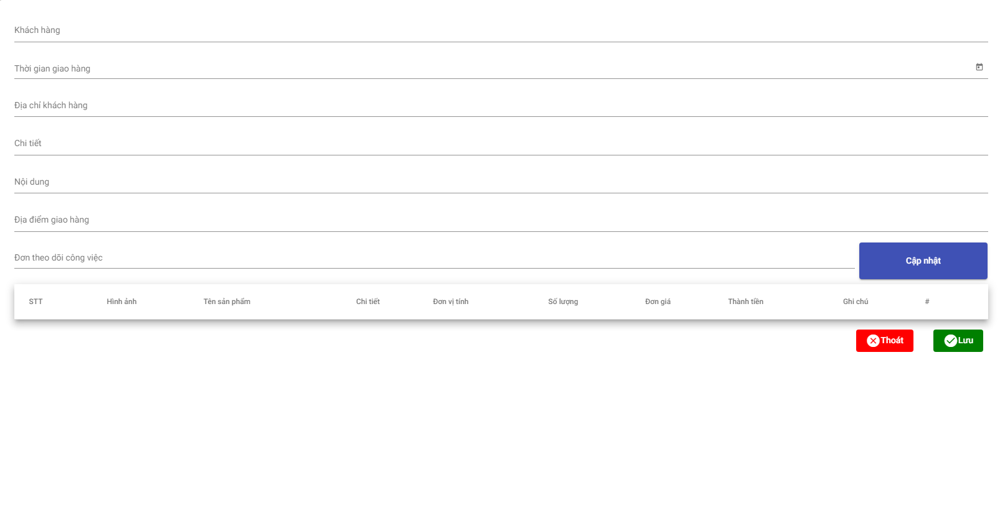 Khách hàng
Thời gian giao hàng
Địa chí khách hàng
Chi tiết
Nội dung
Địa điểm giao hàng
Đơn theo dõi công việc
Cập nhật
STT Hình ảnh Tên sản phẩm Chi tiết Đơn vị tính Số lượng Đơn giá Thành tiền Ghi chú #
Thoát Lưu